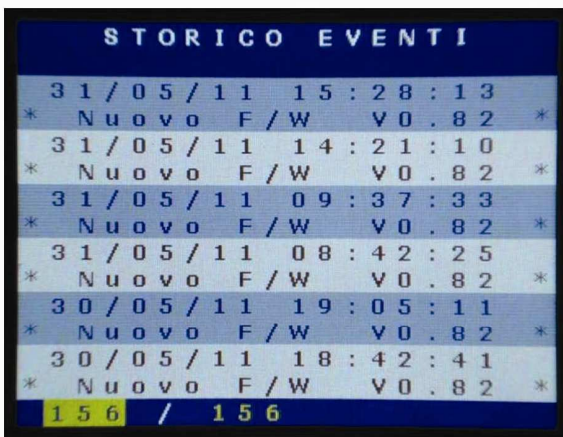 STORICO EVENTI
31/05/11 15:28:13
* Nuovo F/W V0.82 *
31/05/11 14:21:10
* Nuovo F/W V0.82 *
31/05/11 09:37:33
* Nuovo F/W V0.82 *
31/05/11 08:42:25
* Nuovo F/W V0.82 *
30/05/11 19:05:11
* Nuovo F/W V0.82 *
30/05/11 18:42:41
* Nuovo F/W V0.82 *
156 / 156